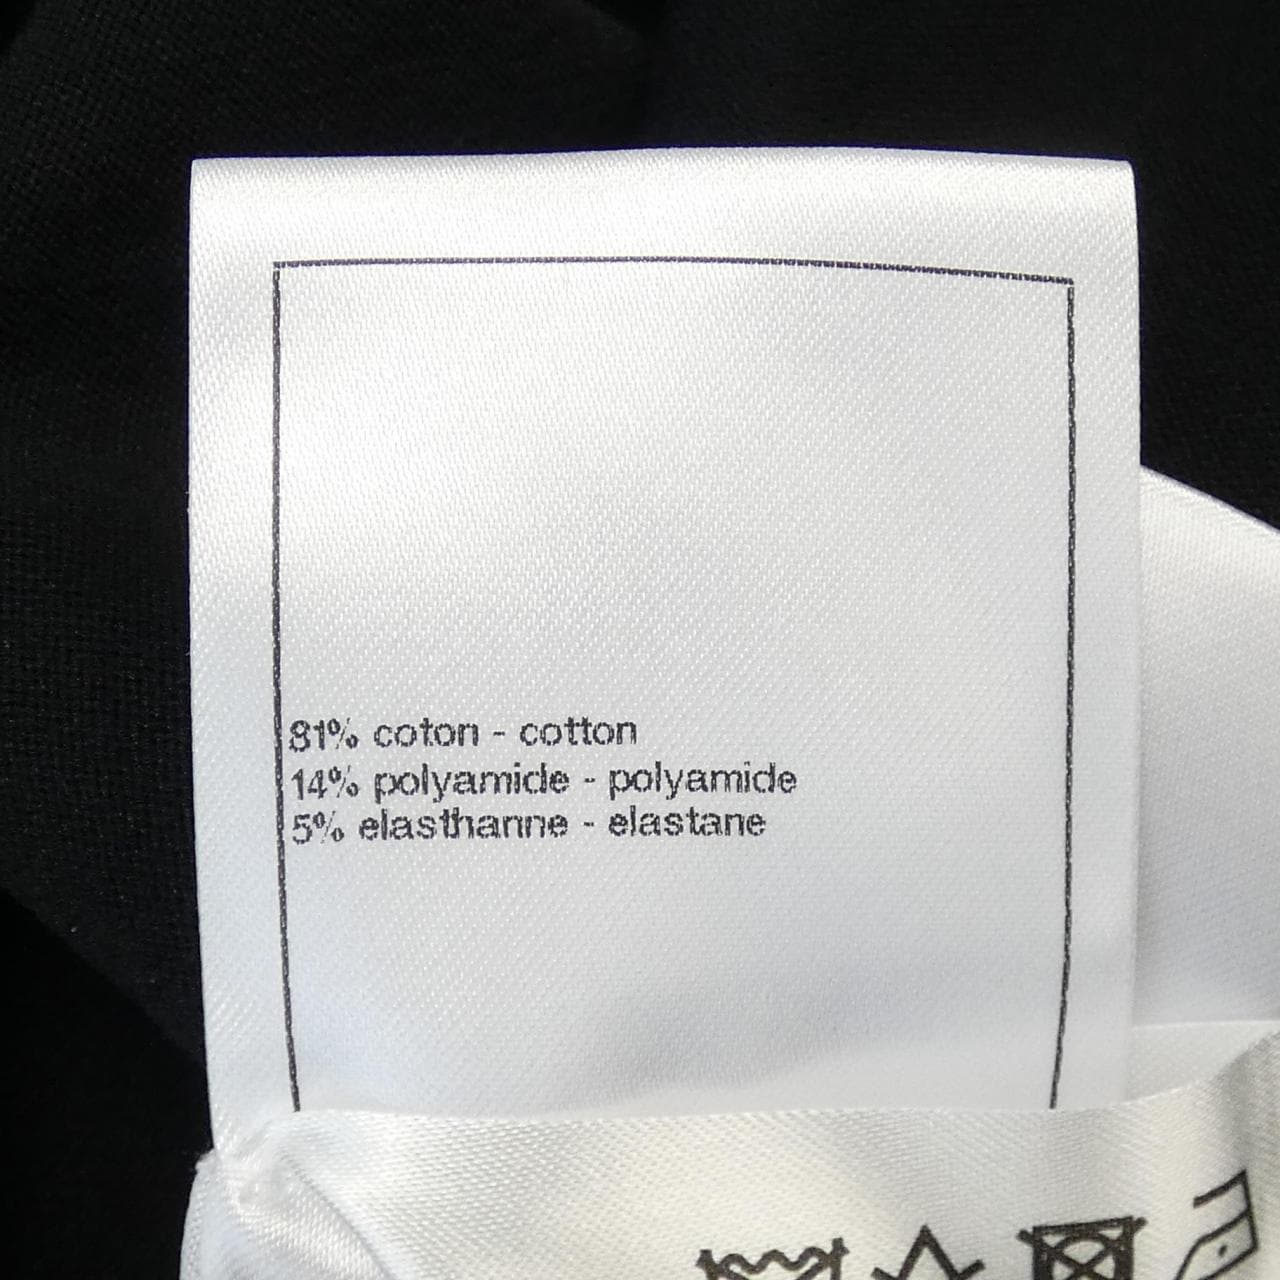 81% coton - cotton
14% polyamide - polyamide
5% elasthanne - elastane